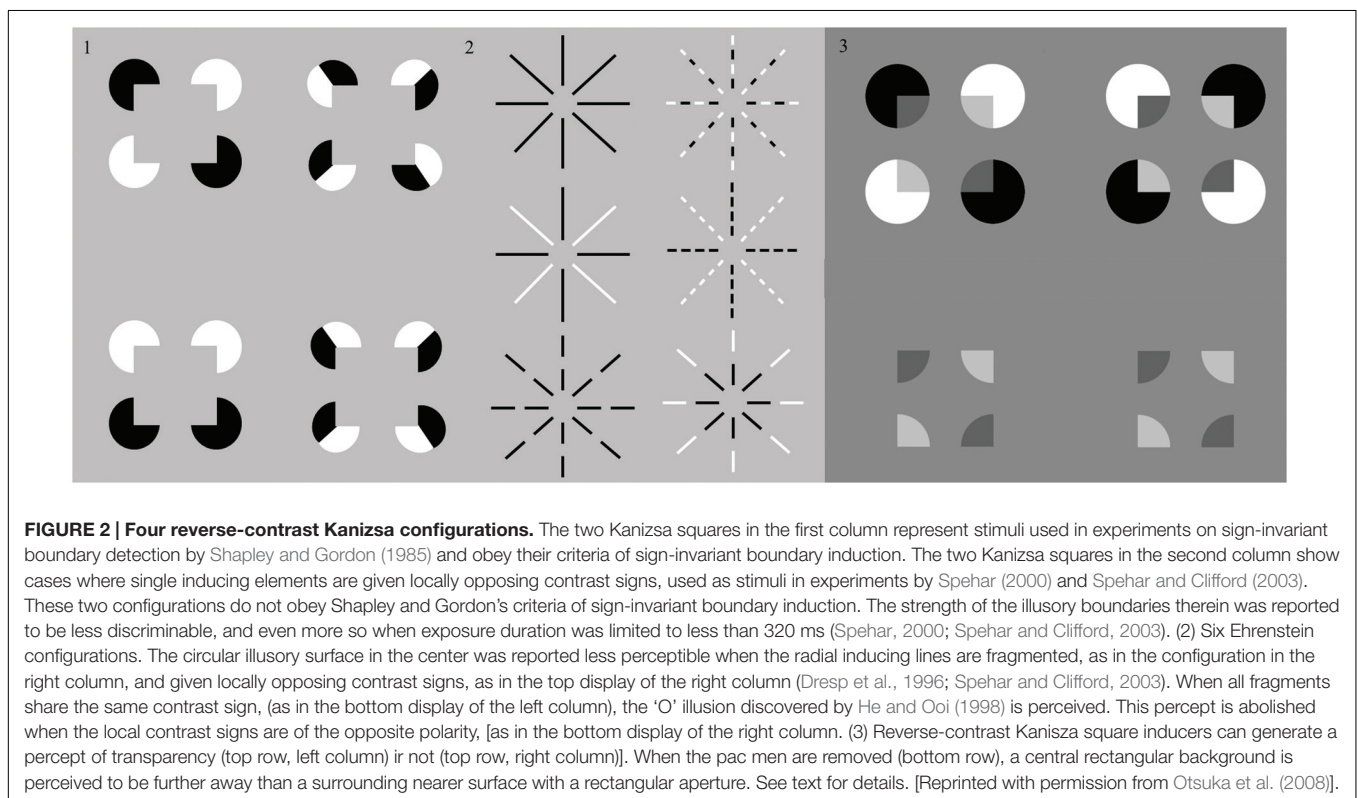 1
2
3
FIGURE 2 | Four reverse-contrast Kanizsa configurations. The two Kanizsa squares in the first column represent stimuli used in experiments on sign-invariant
boundary detection by Shapley and Gordon (1985) and obey their criteria of sign-invariant boundary induction. The two Kanizsa squares in the second column show
cases where single inducing elements are given locally opposing contrast signs, used as stimuli in experiments by Spehar (2000) and Spehar and Clifford (2003).
These two configurations do not obey Shapley and Gordon's criteria of sign-invariant boundary induction. The strength of the illusory boundaries therein was reported
to be less discriminable, and even more so when exposure duration was limited to less than 320 ms (Spehar, 2000; Spehar and Clifford, 2003). (2) Six Ehrenstein
configurations. The circular illusory surface in the center was reported less perceptible when the radial inducing lines are fragmented, as in the configuration in the
right column, and given locally opposing contrast signs, as in the top display of the right column (Dresp et al., 1996; Spehar and Clifford, 2003). When all fragments
share the same contrast sign, (as in the bottom display of the left column), the 'O' illusion discovered by He and Ooi (1998) is perceived. This percept is abolished
when the local contrast signs are of the opposite polarity, [as in the bottom display of the right column. (3) Reverse-contrast Kanisza square inducers can generate a
percept of transparency (top row, left column) ir not (top row, right column)]. When the pac men are removed (bottom row), a central rectangular background is
perceived to be further away than a surrounding nearer surface with a rectangular aperture. See text for details. [Reprinted with permission from Otsuka et al. (2008)].